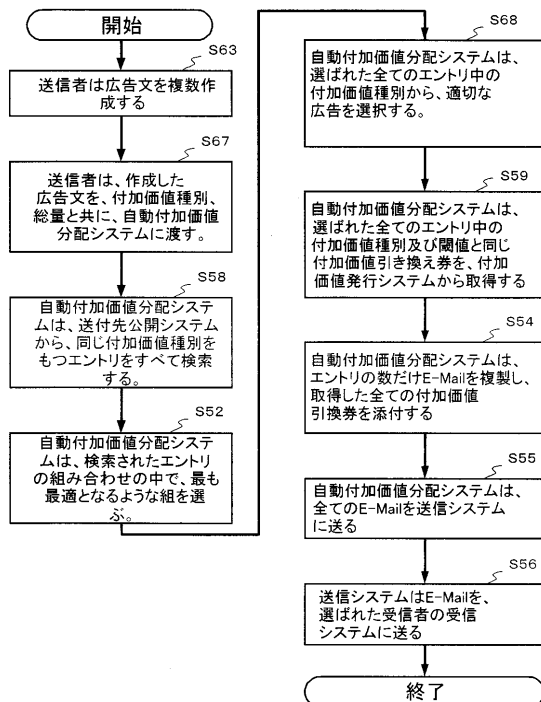 開始
S63
送信者は広告文を複数作
成する
S67
送信者は、作成した
広告文を、付加価値種別、
総量と共に、自動付加価値
分配システムに渡す。
S58
自動付加価値分配システ
ムは、送付先公開システム
から、同じ付加価値種別を
もつエントリをすべて検索
する。
S52
自動付加価値分配システ
ムは、検索されたエントリ
の組み合わせの中で、最も
最適となるような組を選
ぶ。
S68
自動付加価値分配システムは、
選ばれた全てのエントリ中の
付加価値種別から、適切な
広告を選択する。
S59
自動付加価値分配システムは、
選ばれた全てのエントリ中の
付加価値種別及び閾値と同じ
付加価値引き換え券を、付加
価値発行システムから取得する
S54
自動付加価値分配システムは、
エントリの数だけE-Mailを複製し、
取得した全ての付加価値
引換券を添付する
S55
自動付加価値分配システムは、
全てのE-Mailを送信システム
に送る
S56
送信システムはE-Mailを、
選ばれた受信者の受信
システムに送る
終了